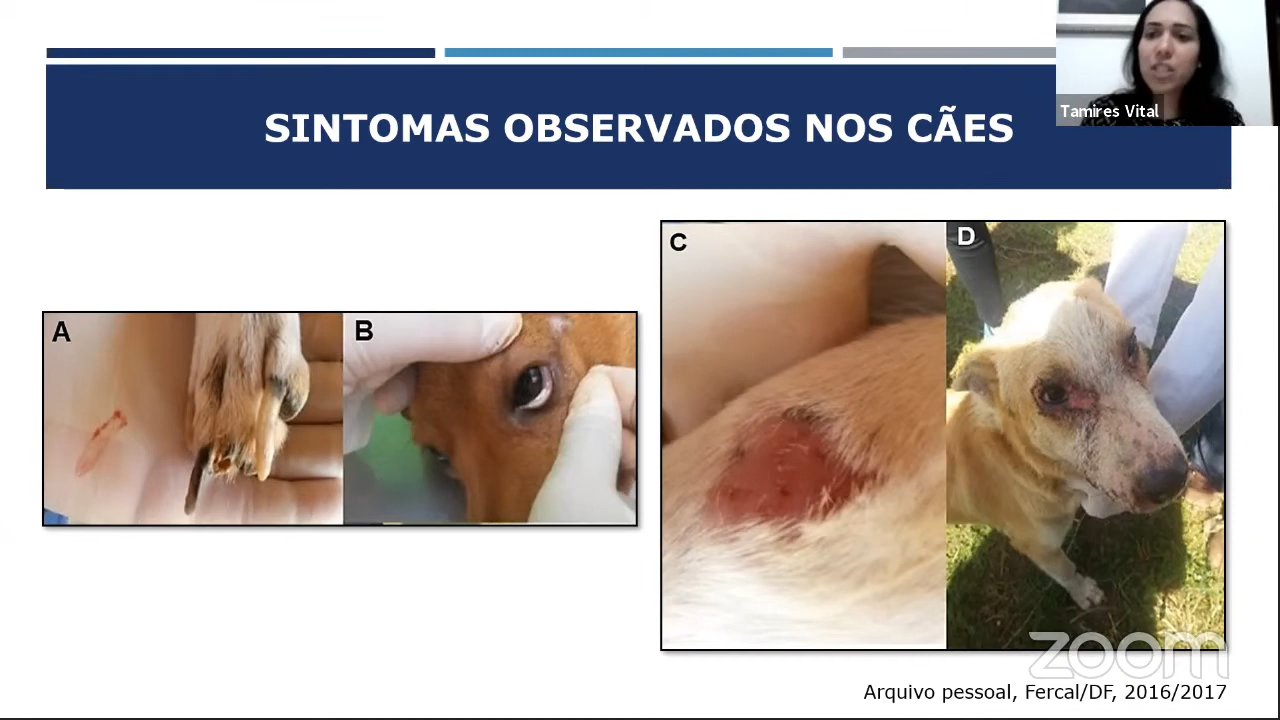 Tamires Vital
SINTOMAS OBSERVADOS NOS CÃES
A
B
C
D
zoom
Arquivo pessoal, Fercal/DF, 2016/2017